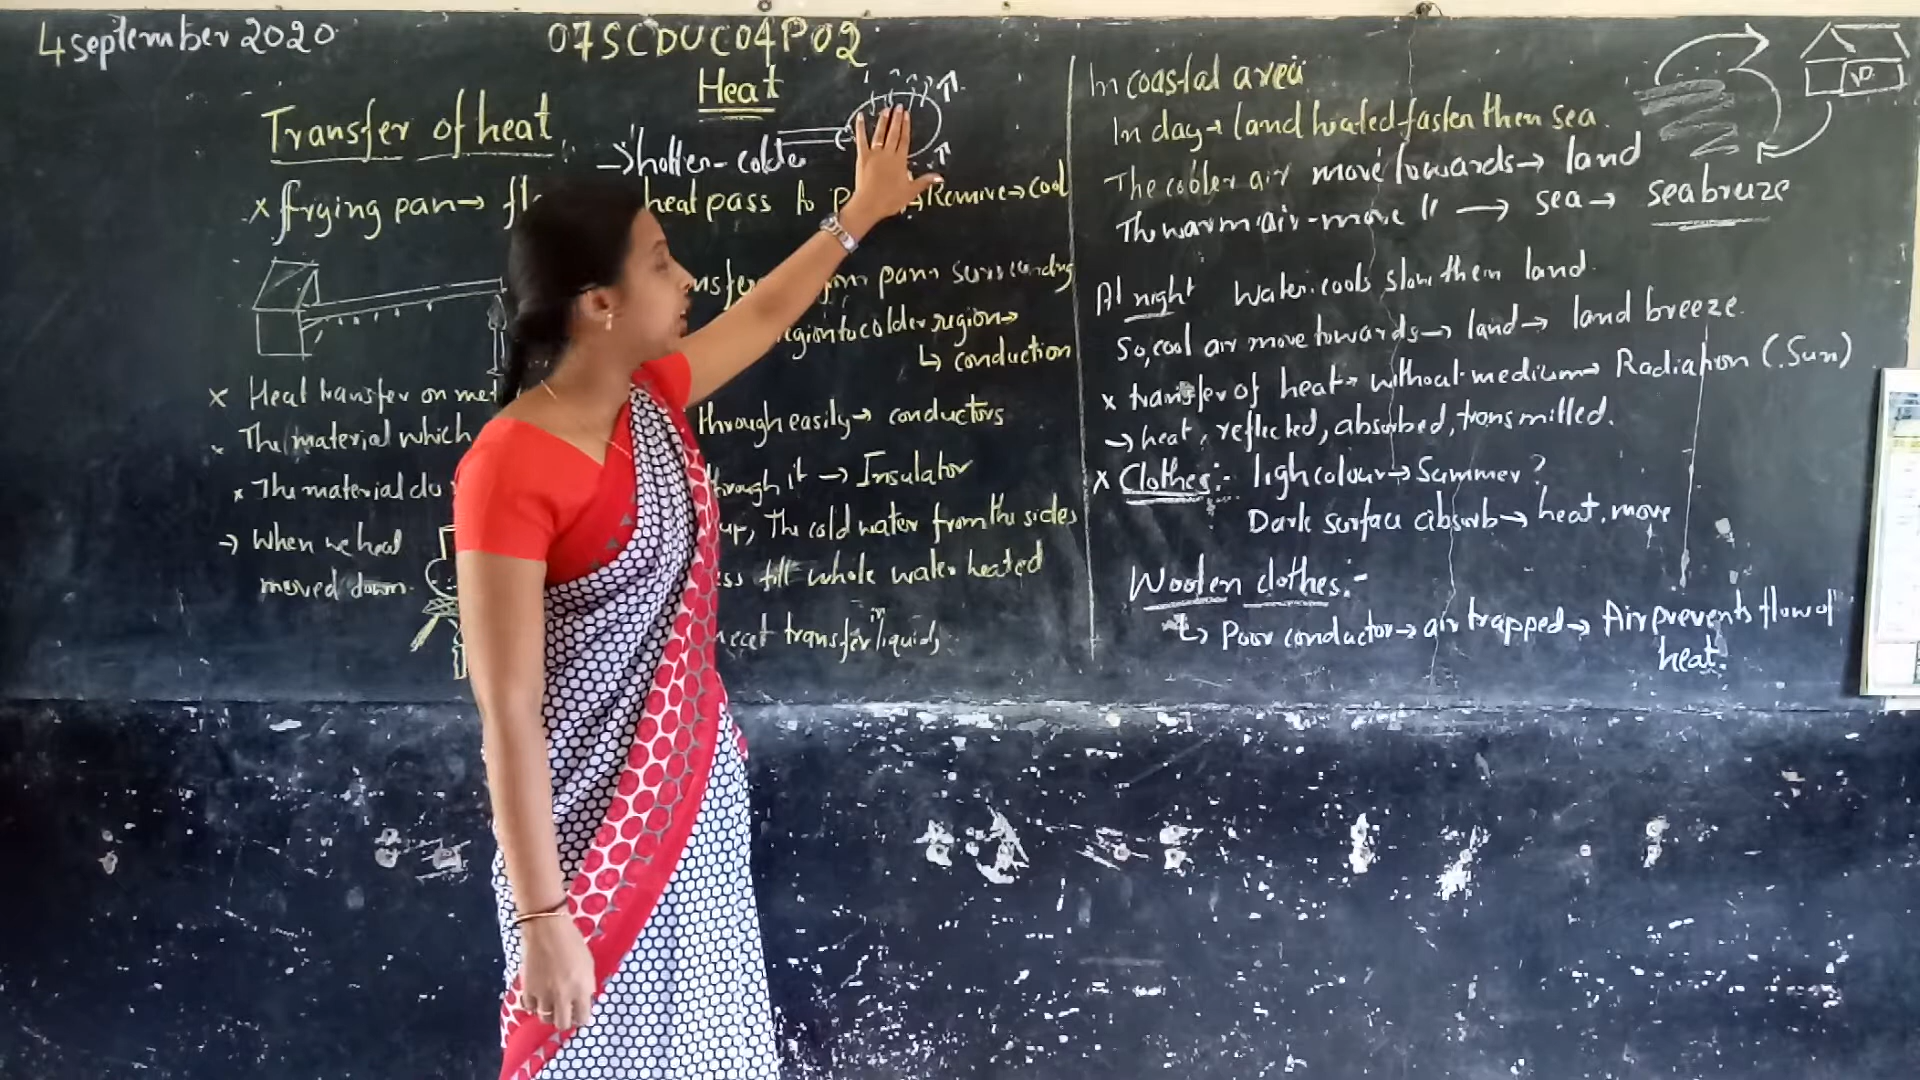 4 september 2020
07SCDUC04P02
Heat
Transfer of heat
→ hotter - colde
x frying pan → fl heat pass to p → Remove → cool
nsfe from pan surrounding
region to colder region →
↳ conduction
x Heat transfer on met
x The material which through easily → conductors
x The material do through it → Insulator
→ When we heat up, The cold water from the sides
moved down. ess till whole water heated
heat transfer in liquids
In coastal area
In day → land heated faster then sea.
The cooler air move towards → land
The warm air - move " → sea → sea breeze
At night water cools slow then land.
So, cool air move towards → land → land breeze.
x transfer of heat → without medium → Radiation (Sun)
→ heat, reflected, absorbed, transmitted.
x Clothes:- ligh colour → Summer?
Dark surface absorb → heat. move
Woolen clothes:-
↳ Poor conductor → air trapped → Air prevents flow of
heat.